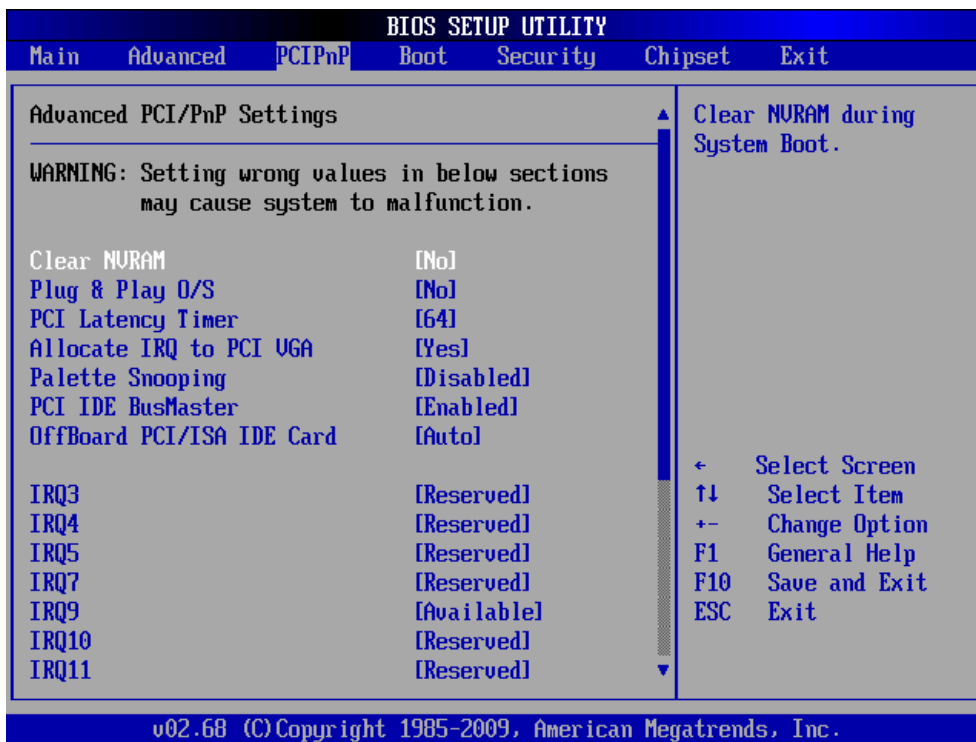 BIOS SETUP UTILITY
Main Advanced PCIPnP Boot Security Chipset Exit
Advanced PCI/PnP Settings
WARNING: Setting wrong values in below sections
may cause system to malfunction.
Clear NVRAM [No]
Plug & Play O/S [No]
PCI Latency Timer [64]
Allocate IRQ to PCI VGA [Yes]
Palette Snooping [Disabled]
PCI IDE BusMaster [Enabled]
OffBoard PCI/ISA IDE Card [Auto]
IRQ3 [Reserved]
IRQ4 [Reserved]
IRQ5 [Reserved]
IRQ7 [Reserved]
IRQ9 [Available]
IRQ10 [Reserved]
IRQ11 [Reserved]
Clear NVRAM during
System Boot.
← Select Screen
↑↓ Select Item
+- Change Option
F1 General Help
F10 Save and Exit
ESC Exit
v02.68 (C)Copyright 1985-2009, American Megatrends, Inc.